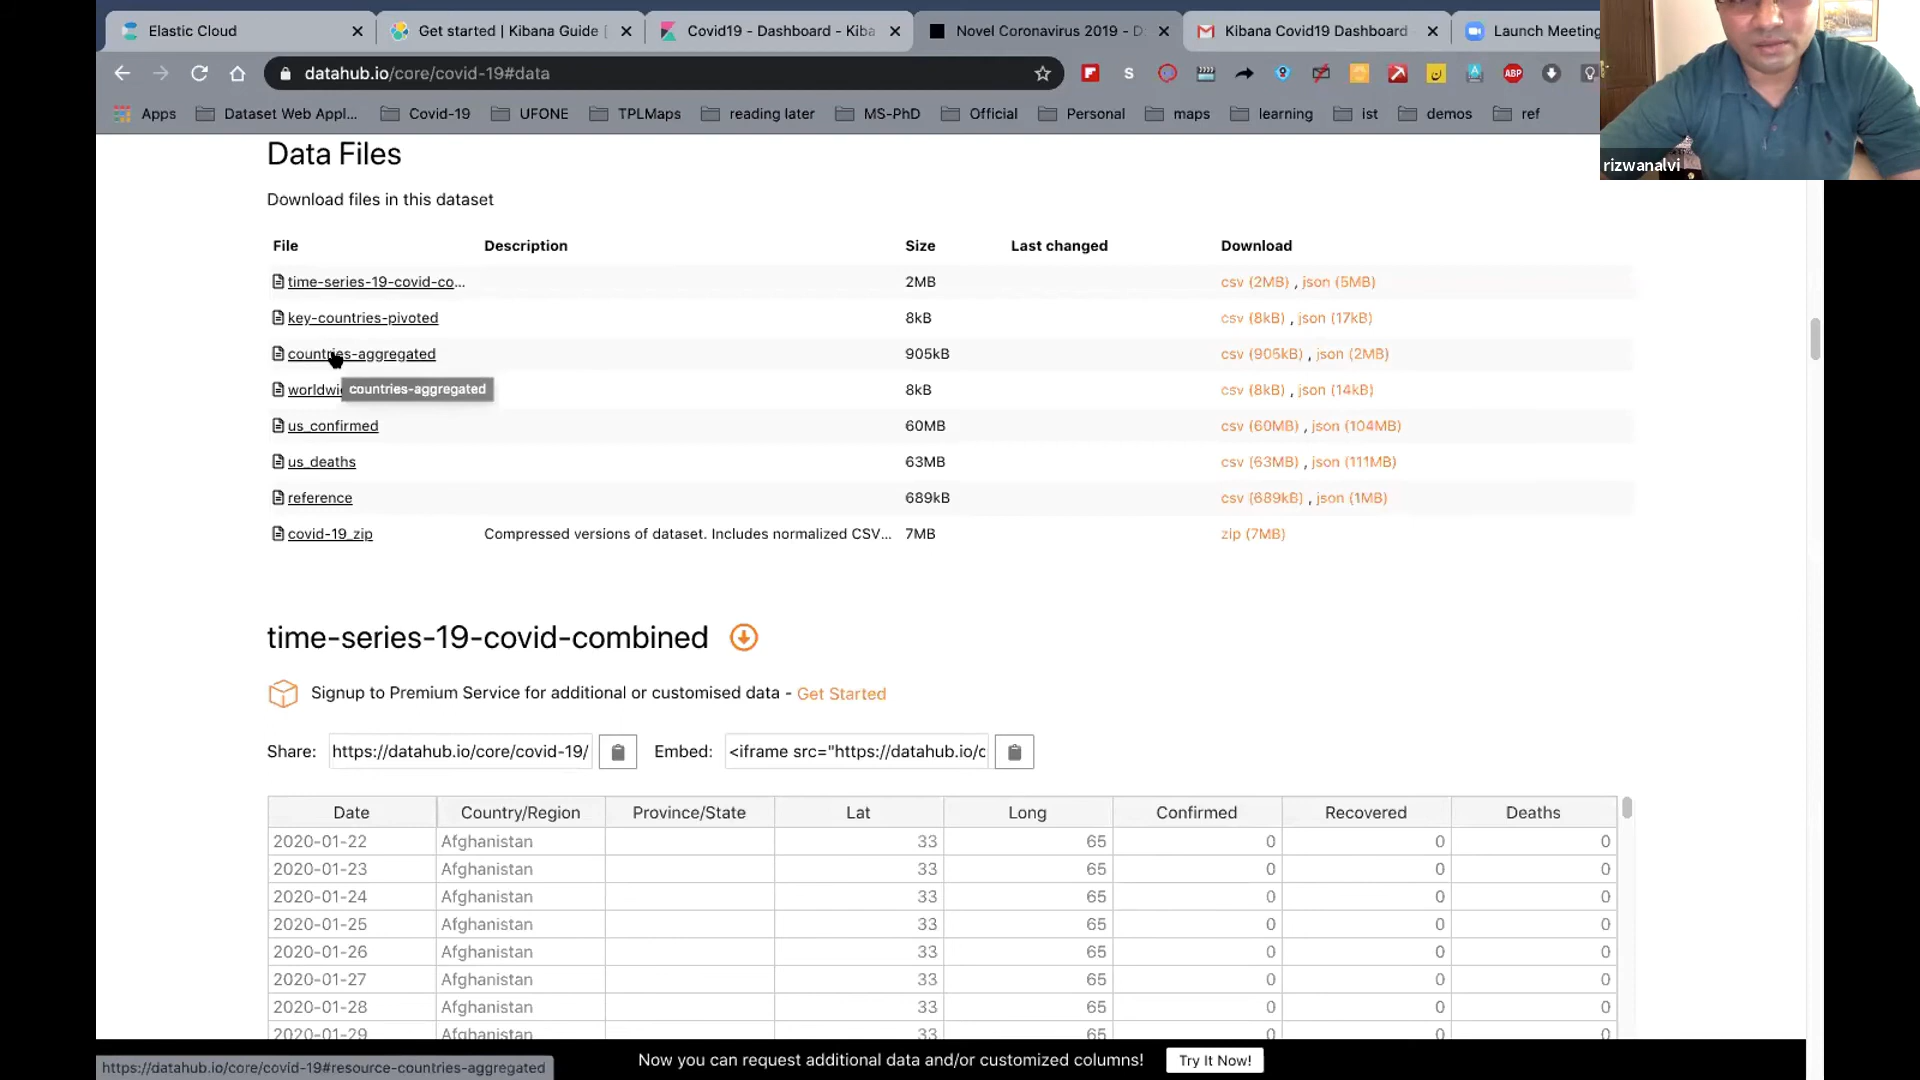 Elastic Cloud
Get started | Kibana Guide [
Covid19 - Dashboard - Kiba
Novel Coronavirus 2019 - D
Kibana Covid19 Dashboard
Launch Meeting
datahub.io/core/covid-19#data
S
ABP
Apps
Dataset Web Appl...
Covid-19
UFONE
TPLMaps
reading later
MS-PhD
Official
Personal
maps
learning
ist
demos
ref
rizwanalvi
Data Files
Download files in this dataset
File Description Size Last changed Download
time-series-19-covid-co... 2MB csv (2MB) , json (5MB)
key-countries-pivoted 8kB csv (8kB) , json (17kB)
countries-aggregated 905kB csv (905kB) , json (2MB)
worldwi 8kB csv (8kB) , json (14kB)
countries-aggregated
us_confirmed 60MB csv (60MB) , json (104MB)
us_deaths 63MB csv (63MB) , json (111MB)
reference 689kB csv (689kB) , json (1MB)
covid-19_zip Compressed versions of dataset. Includes normalized CSV... 7MB zip (7MB)
time-series-19-covid-combined
Signup to Premium Service for additional or customised data - Get Started
Share: https://datahub.io/core/covid-19/ Embed: <iframe src="https://datahub.io/c
Date Country/Region Province/State Lat Long Confirmed Recovered Deaths
2020-01-22 Afghanistan 33 65 0 0 0
2020-01-23 Afghanistan 33 65 0 0 0
2020-01-24 Afghanistan 33 65 0 0 0
2020-01-25 Afghanistan 33 65 0 0 0
2020-01-26 Afghanistan 33 65 0 0 0
2020-01-27 Afghanistan 33 65 0 0 0
2020-01-28 Afghanistan 33 65 0 0 0
2020-01-29 Afghanistan 33 65 0 0 0
Now you can request additional data and/or customized columns! Try It Now!
https://datahub.io/core/covid-19#resource-countries-aggregated